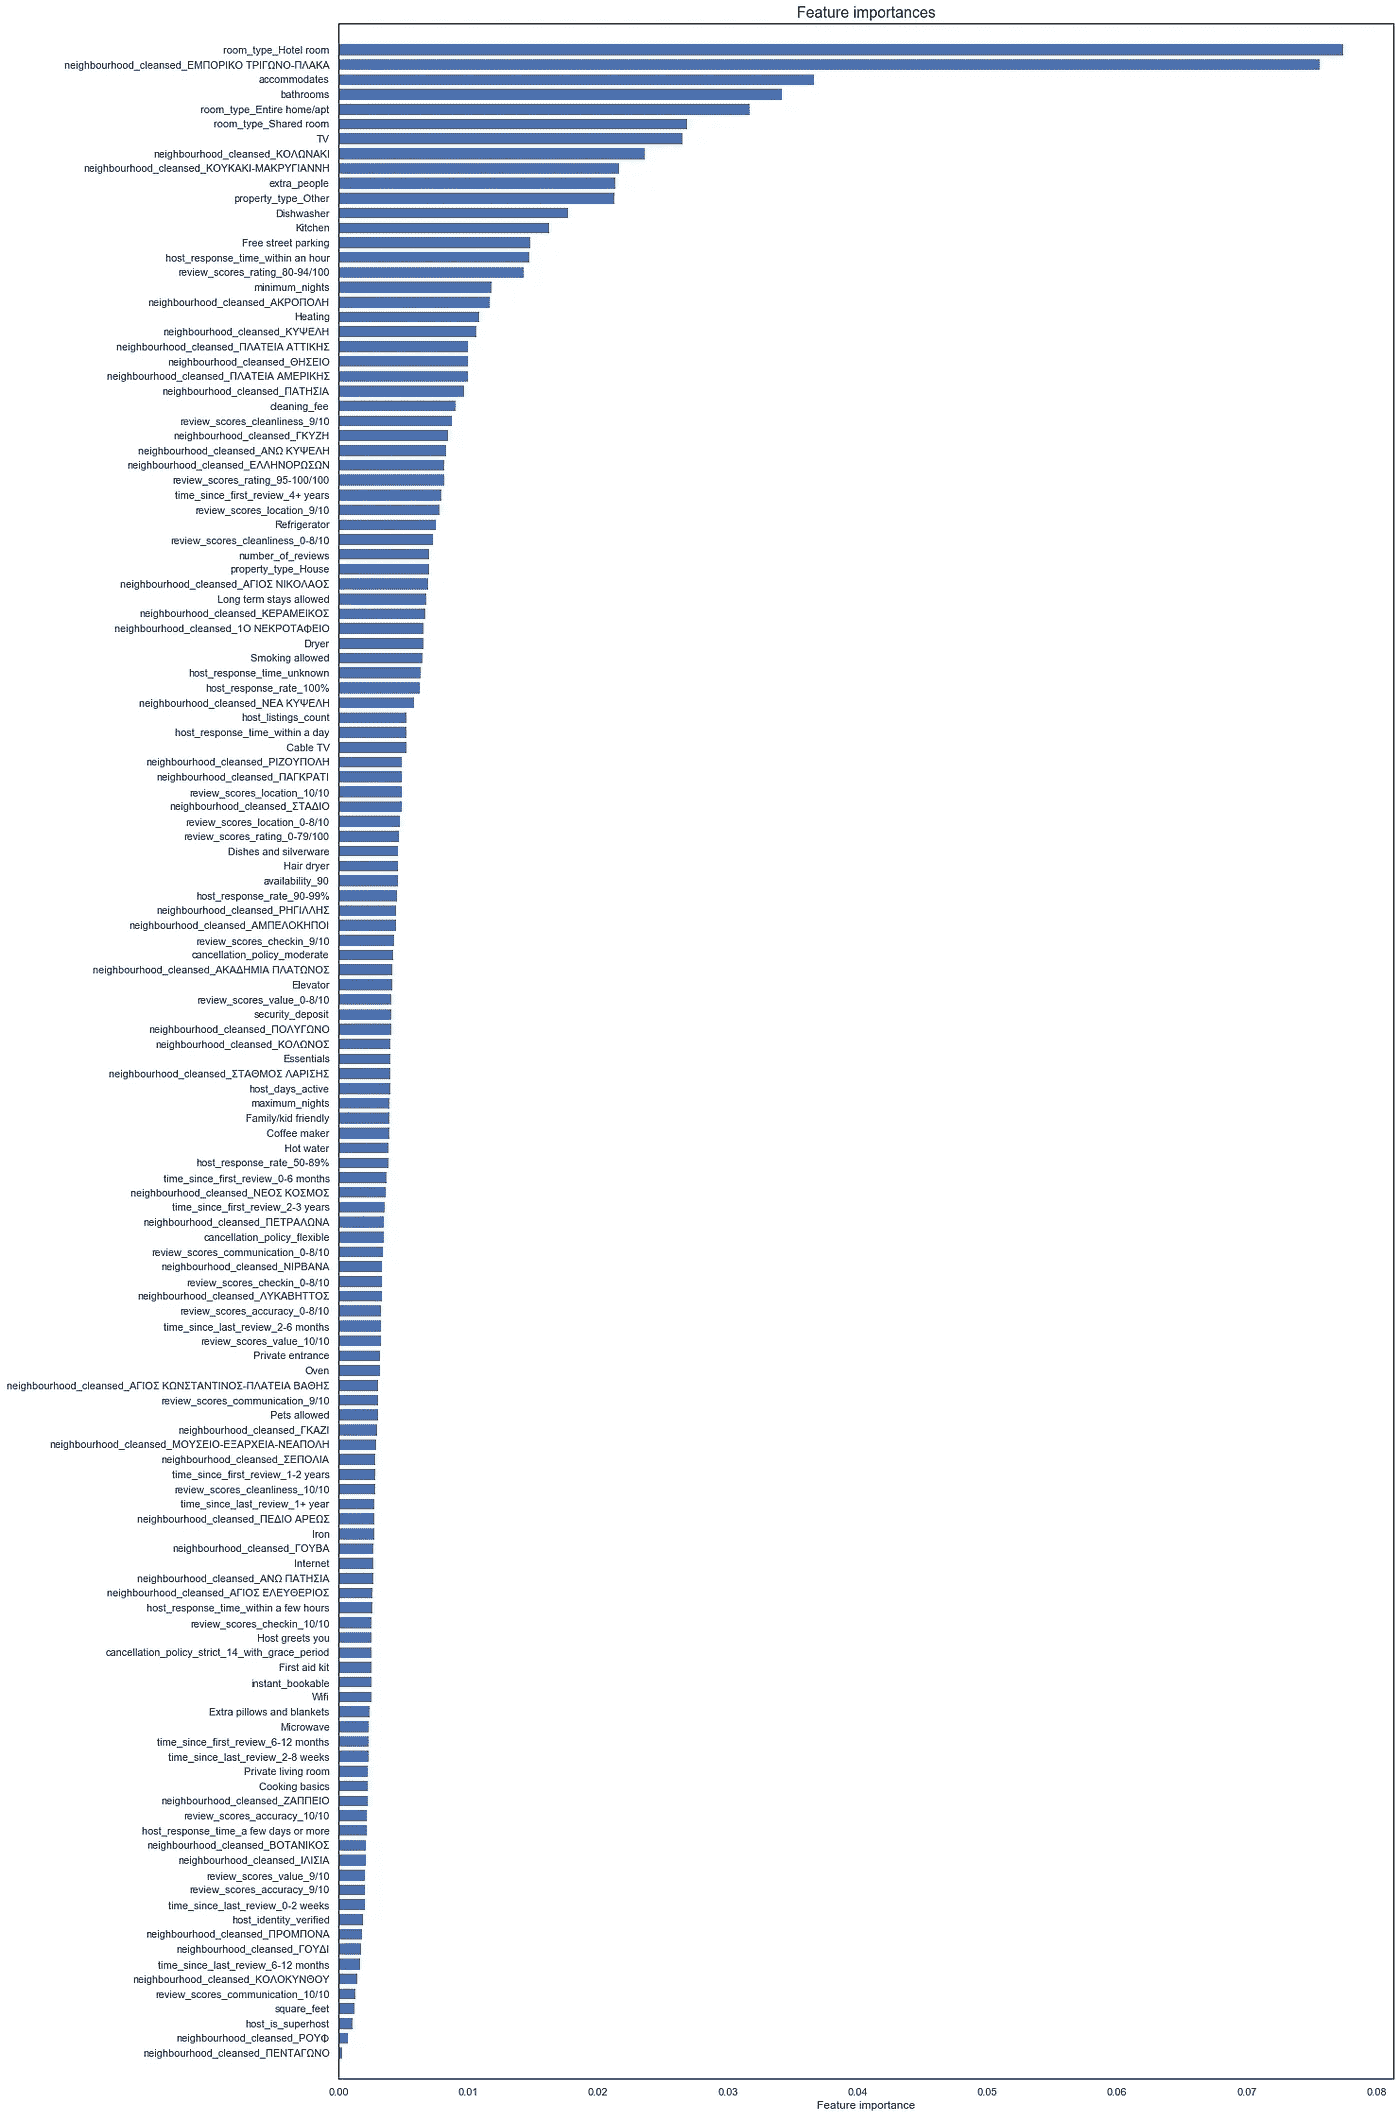 Feature importances
room_type_Hotel room
neighbourhood_cleansed_ΕΜΠΟΡΙΚΟ ΤΡΙΓΩΝΟ-ΠΛΑΚΑ
accommodates
bathrooms
room_type_Entire home/apt
room_type_Shared room
TV
neighbourhood_cleansed_ΚΟΛΩΝΑΚΙ
neighbourhood_cleansed_ΚΟΥΚΑΚΙ-ΜΑΚΡΥΓΙΑΝΝΗ
extra_people
property_type_Other
Dishwasher
Kitchen
Free street parking
host_response_time_within an hour
review_scores_rating_80-94/100
minimum_nights
neighbourhood_cleansed_ΑΚΡΟΠΟΛΗ
Heating
neighbourhood_cleansed_ΚΥΨΕΛΗ
neighbourhood_cleansed_ΠΛΑΤΕΙΑ ΑΤΤΙΚΗΣ
neighbourhood_cleansed_ΘΗΣΕΙΟ
neighbourhood_cleansed_ΠΛΑΤΕΙΑ ΑΜΕΡΙΚΗΣ
neighbourhood_cleansed_ΠΑΤΗΣΙΑ
cleaning_fee
review_scores_cleanliness_9/10
neighbourhood_cleansed_ΓΚΥΖΗ
neighbourhood_cleansed_ΑΝΩ ΚΥΨΕΛΗ
neighbourhood_cleansed_ΕΛΛΗΝΟΡΩΣΩΝ
review_scores_rating_95-100/100
time_since_first_review_4+ years
review_scores_location_9/10
Refrigerator
review_scores_cleanliness_0-8/10
number_of_reviews
property_type_House
neighbourhood_cleansed_ΑΓΙΟΣ ΝΙΚΟΛΑΟΣ
Long term stays allowed
neighbourhood_cleansed_ΚΕΡΑΜΕΙΚΟΣ
neighbourhood_cleansed_1Ο ΝΕΚΡΟΤΑΦΕΙΟ
Dryer
Smoking allowed
host_response_time_unknown
host_response_rate_100%
neighbourhood_cleansed_ΝΕΑ ΚΥΨΕΛΗ
host_listings_count
host_response_time_within a day
Cable TV
neighbourhood_cleansed_ΡΙΖΟΥΠΟΛΗ
neighbourhood_cleansed_ΠΑΓΚΡΑΤΙ
review_scores_location_10/10
neighbourhood_cleansed_ΣΤΑΔΙΟ
review_scores_location_0-8/10
review_scores_rating_0-79/100
Dishes and silverware
Hair dryer
availability_90
host_response_rate_90-99%
neighbourhood_cleansed_ΡΗΓΙΛΛΗΣ
neighbourhood_cleansed_ΑΜΠΕΛΟΚΗΠΟΙ
review_scores_checkin_9/10
cancellation_policy_moderate
neighbourhood_cleansed_ΑΚΑΔΗΜΙΑ ΠΛΑΤΩΝΟΣ
Elevator
review_scores_value_0-8/10
security_deposit
neighbourhood_cleansed_ΠΟΛΥΓΩΝΟ
neighbourhood_cleansed_ΚΟΛΩΝΟΣ
Essentials
neighbourhood_cleansed_ΣΤΑΘΜΟΣ ΛΑΡΙΣΗΣ
host_days_active
maximum_nights
Family/kid friendly
Coffee maker
Hot water
host_response_rate_50-89%
time_since_first_review_0-6 months
neighbourhood_cleansed_ΝΕΟΣ ΚΟΣΜΟΣ
time_since_first_review_2-3 years
neighbourhood_cleansed_ΠΕΤΡΑΛΩΝΑ
cancellation_policy_flexible
review_scores_communication_0-8/10
neighbourhood_cleansed_ΝΙΡΒΑΝΑ
review_scores_checkin_0-8/10
neighbourhood_cleansed_ΛΥΚΑΒΗΤΤΟΣ
review_scores_accuracy_0-8/10
time_since_last_review_2-6 months
review_scores_value_10/10
Private entrance
Oven
neighbourhood_cleansed_ΑΓΙΟΣ ΚΩΝΣΤΑΝΤΙΝΟΣ-ΠΛΑΤΕΙΑ ΒΑΘΗΣ
review_scores_communication_9/10
Pets allowed
neighbourhood_cleansed_ΓΚΑΖΙ
neighbourhood_cleansed_ΜΟΥΣΕΙΟ-ΕΞΑΡΧΕΙΑ-ΝΕΑΠΟΛΗ
neighbourhood_cleansed_ΣΕΠΟΛΙΑ
time_since_first_review_1-2 years
review_scores_cleanliness_10/10
time_since_last_review_1+ year
neighbourhood_cleansed_ΠΕΔΙΟ ΑΡΕΩΣ
Iron
neighbourhood_cleansed_ΓΟΥΒΑ
Internet
neighbourhood_cleansed_ΑΝΩ ΠΑΤΗΣΙΑ
neighbourhood_cleansed_ΑΓΙΟΣ ΕΛΕΥΘΕΡΙΟΣ
host_response_time_within a few hours
review_scores_checkin_10/10
Host greets you
cancellation_policy_strict_14_with_grace_period
First aid kit
instant_bookable
Wifi
Extra pillows and blankets
Microwave
time_since_first_review_6-12 months
time_since_last_review_2-8 weeks
Private living room
Cooking basics
neighbourhood_cleansed_ΖΑΠΠΕΙΟ
review_scores_accuracy_10/10
host_response_time_a few days or more
neighbourhood_cleansed_ΒΟΤΑΝΙΚΟΣ
neighbourhood_cleansed_ΙΛΙΣΙΑ
review_scores_value_9/10
review_scores_accuracy_9/10
time_since_last_review_0-2 weeks
host_identity_verified
neighbourhood_cleansed_ΠΡΟΜΠΟΝΑ
neighbourhood_cleansed_ΓΟΥΔΙ
time_since_last_review_6-12 months
neighbourhood_cleansed_ΚΟΛΟΚΥΝΘΟΥ
review_scores_communication_10/10
square_feet
host_is_superhost
neighbourhood_cleansed_ΡΟΥΦ
neighbourhood_cleansed_ΠΕΝΤΑΓΩΝΟ
0.00 0.01 0.02 0.03 0.04 0.05 0.06 0.07 0.08
Feature importance